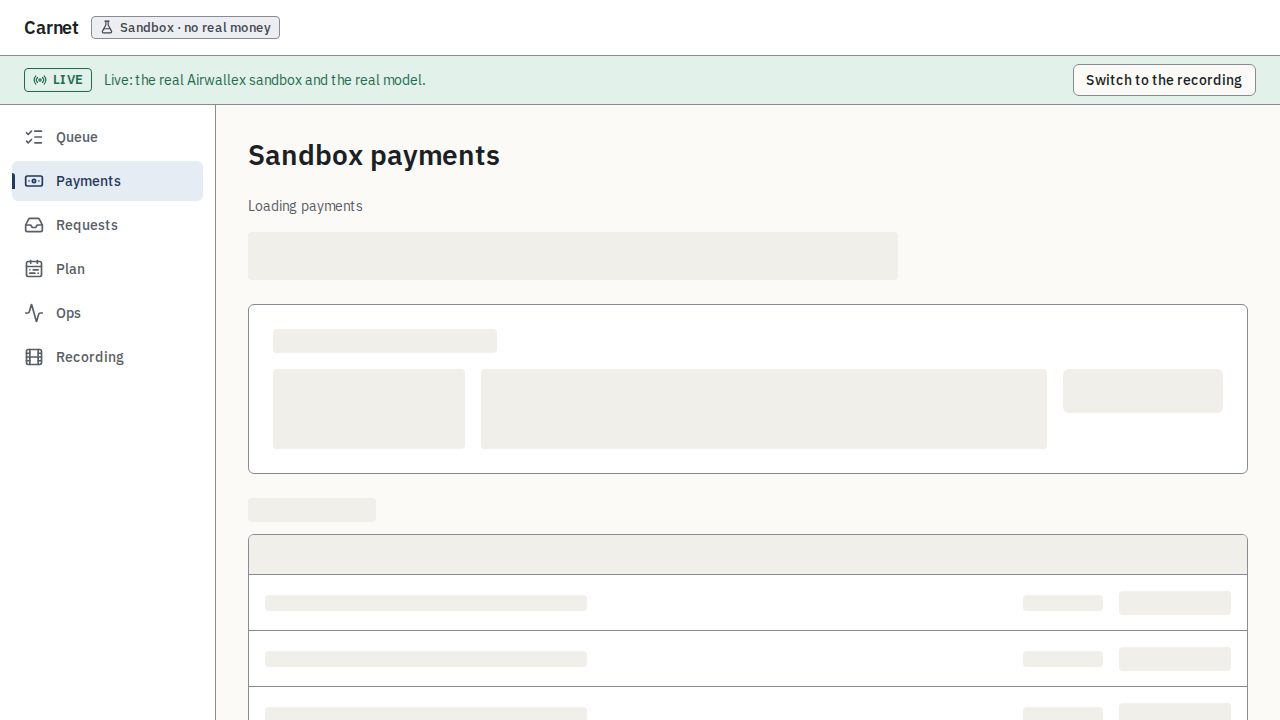 Carnet
Sandbox · no real money
LIVE
Live: the real Airwallex sandbox and the real model.
Switch to the recording
Queue
Payments
Requests
Plan
Ops
Recording
Sandbox payments
Loading payments